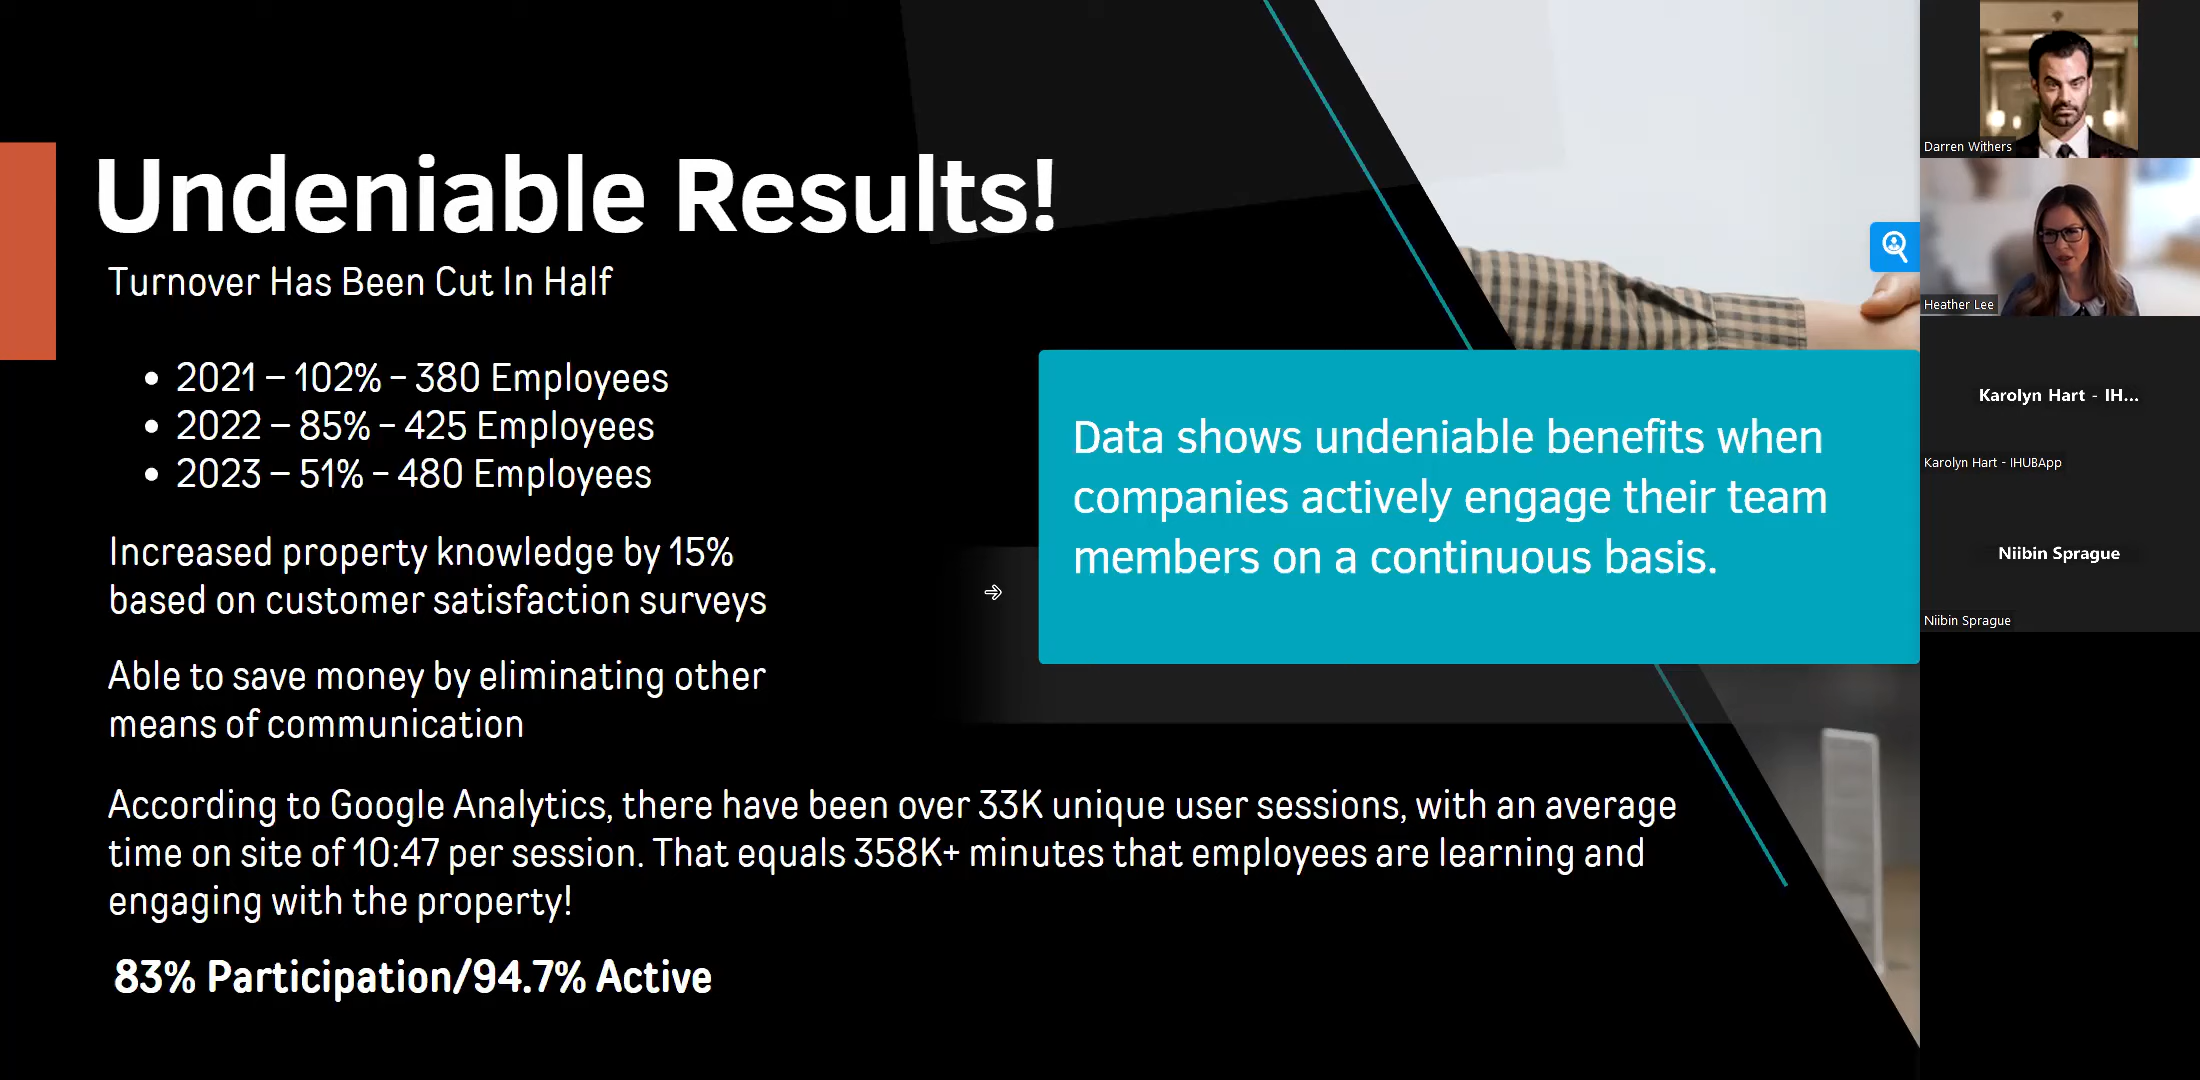 Undeniable Results!
Turnover Has Been Cut In Half
• 2021 – 102% – 380 Employees
• 2022 – 85% – 425 Employees
• 2023 – 51% – 480 Employees
Increased property knowledge by 15%
based on customer satisfaction surveys
Able to save money by eliminating other
means of communication
According to Google Analytics, there have been over 33K unique user sessions, with an average
time on site of 10:47 per session. That equals 358K+ minutes that employees are learning and
engaging with the property!
83% Participation/94.7% Active
Data shows undeniable benefits when
companies actively engage their team
members on a continuous basis.
Darren Withers
Heather Lee
Karolyn Hart - IH...
Karolyn Hart - IHUBApp
Niibin Sprague
Niibin Sprague